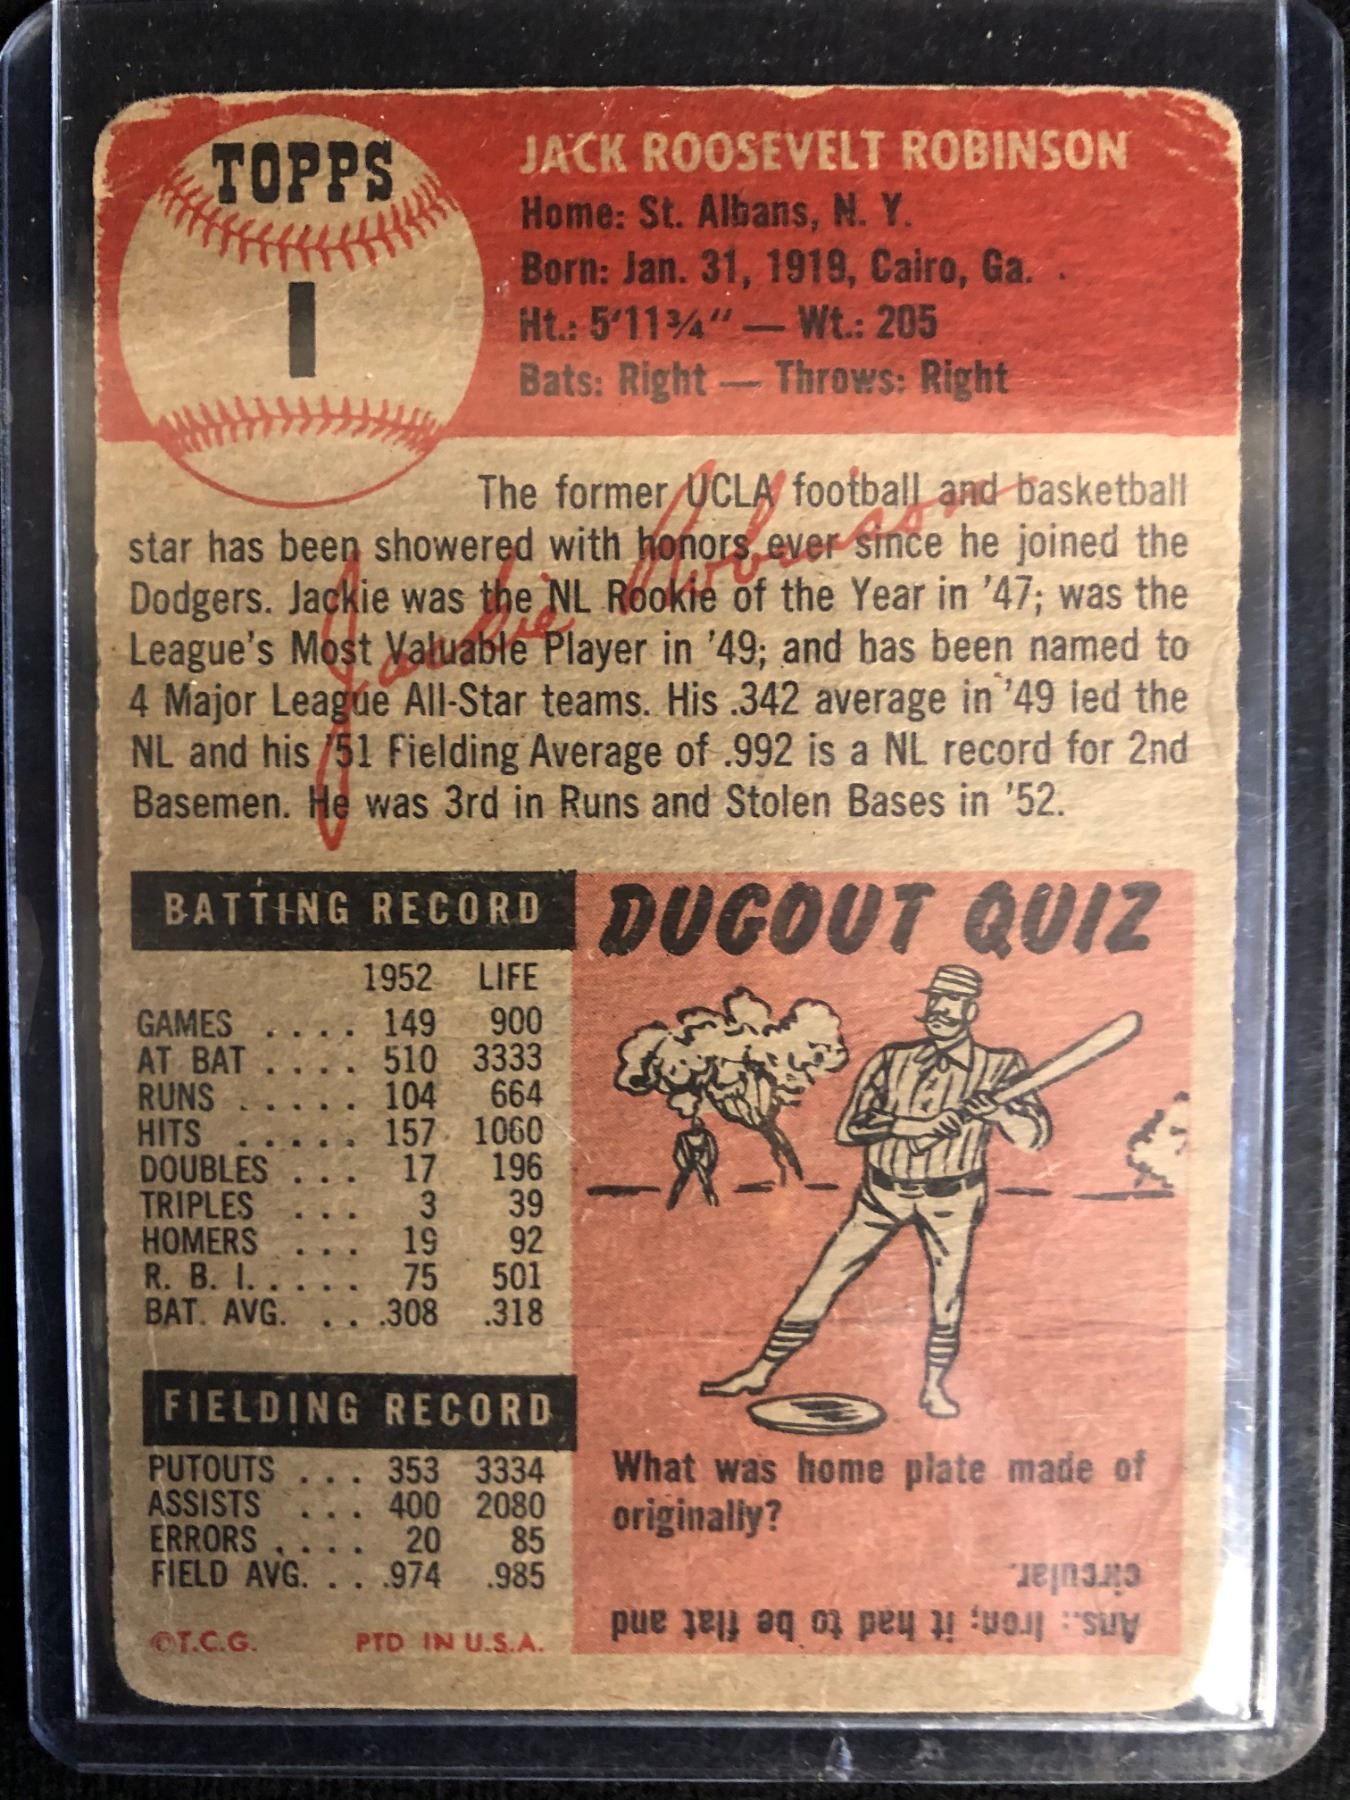 TOPPS
1
JACK ROOSEVELT ROBINSON
Home: St. Albans, N. Y.
Born: Jan. 31, 1919, Cairo, Ga.
Ht.: 5'11¾" — Wt.: 205
Bats: Right — Throws: Right
The former UCLA football and basketball
star has been showered with honors ever since he joined the
Dodgers. Jackie was the NL Rookie of the Year in '47; was the
League's Most Valuable Player in '49; and has been named to
4 Major League All-Star teams. His .342 average in '49 led the
NL and his '51 Fielding Average of .992 is a NL record for 2nd
Basemen. He was 3rd in Runs and Stolen Bases in '52.
Jackie Robinson
BATTING RECORD
1952 LIFE
GAMES .... 149 900
AT BAT .... 510 3333
RUNS ..... 104 664
HITS ..... 157 1060
DOUBLES ... 17 196
TRIPLES ... 3 39
HOMERS ... 19 92
R. B. I. .... 75 501
BAT. AVG. ... .308 .318
FIELDING RECORD
PUTOUTS ... 353 3334
ASSISTS ... 400 2080
ERRORS .... 20 85
FIELD AVG. ... .974 .985
©T.C.G. PTD IN U.S.A.
DUGOUT QUIZ
What was home plate made of
originally?
Ans.: Iron; it had to be flat and
circular.